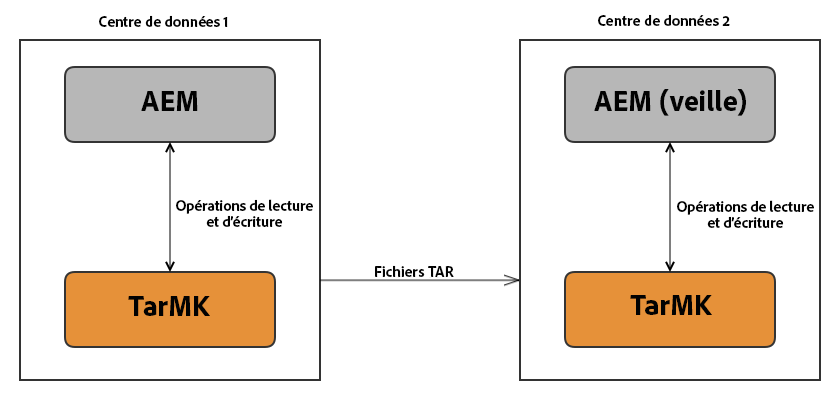 Centre de données 1
AEM
Opérations de lecture
et d'écriture
TarMK
Fichiers TAR
Centre de données 2
AEM (veille)
Opérations de lecture
et d'écriture
TarMK